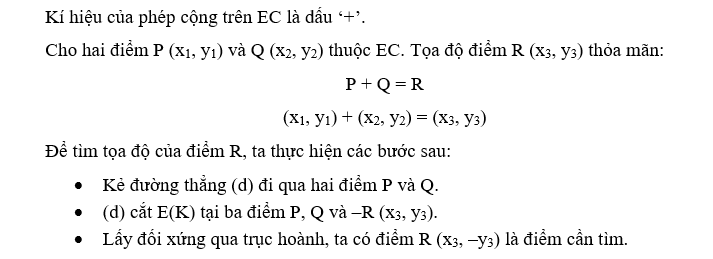 Kí hiệu của phép cộng trên EC là dấu ‘+’.
Cho hai điểm P (x₁, y₁) và Q (x₂, y₂) thuộc EC. Tọa độ điểm R (x₃, y₃) thỏa mãn:
P + Q = R
(x₁, y₁) + (x₂, y₂) = (x₃, y₃)
Để tìm tọa độ của điểm R, ta thực hiện các bước sau:
• Kẻ đường thẳng (d) đi qua hai điểm P và Q.
• (d) cắt E(K) tại ba điểm P, Q và –R (x₃, y₃).
• Lấy đối xứng qua trục hoành, ta có điểm R (x₃, –y₃) là điểm cần tìm.